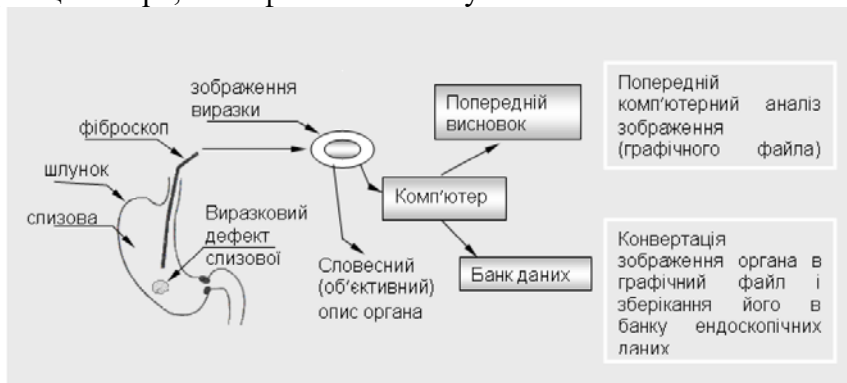 зображення
виразки
фіброскоп
шлунок
слизова
Виразковий
дефект
слизової
Словесний
(об'єктивний)
опис органа
Попередній
висновок
Комп'ютер
Банк даних
Попередній
комп'ютерний аналіз
зображення
(графічного файла)
Конвертація
зображення органа в
графічний файл і
зберікання його в
банку ендоскопічних
даних